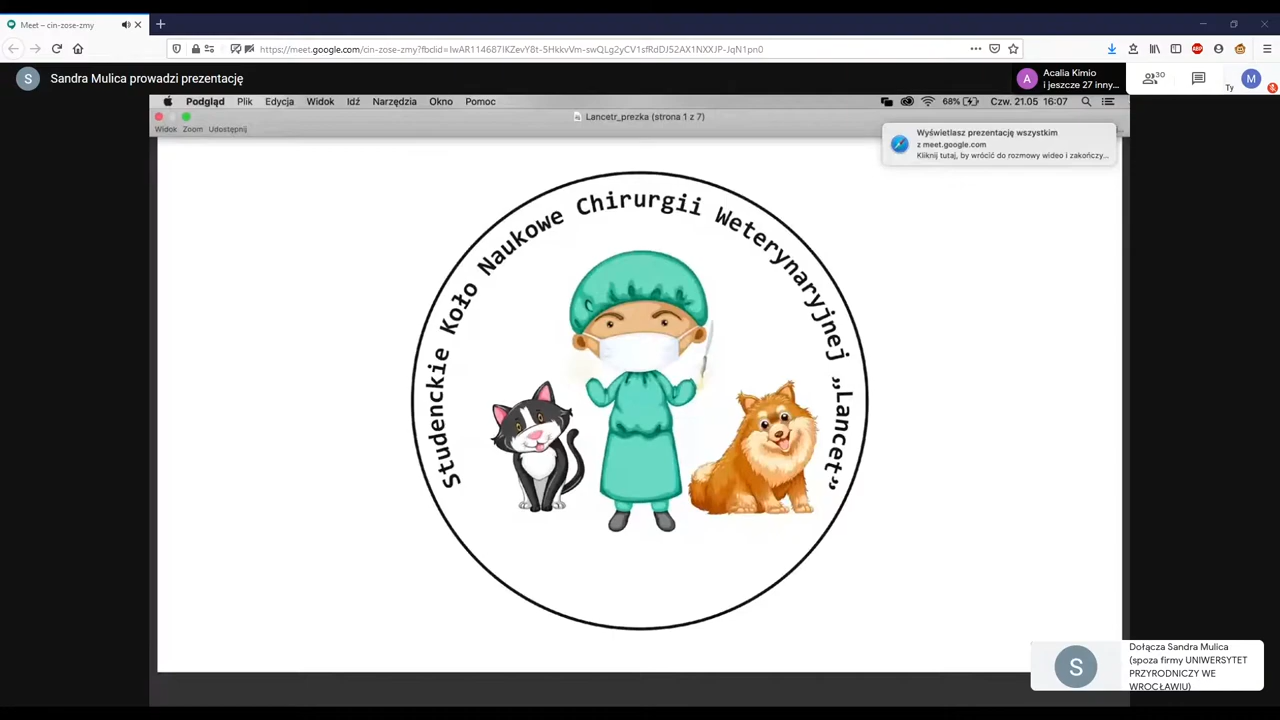 Meet – cin-zose-zmy
https://meet.google.com/cin-zose-zmy?fbclid=IwAR114687IKZevY8t-5HkkvVm-swQLg2yCV1sfRdDJ52AX1NXXJP-JqN1pn0
S
Sandra Mulica prowadzi prezentację
A
Acalia Kimio
i jeszcze 27 inny...
30
Ty
M
Podgląd Plik Edycja Widok Idź Narzędzia Okno Pomoc
68%
Czw. 21.05 16:07
Lancetr_prezka (strona 1 z 7)
Widok Zoom Udostępnij
Wyświetlasz prezentację wszystkim
z meet.google.com
Kliknij tutaj, by wrócić do rozmowy wideo i zakończy...
Studenckie Koło Naukowe Chirurgii Weterynaryjnej „Lancet”
S
Dołącza Sandra Mulica
(spoza firmy UNIWERSYTET
PRZYRODNICZY WE
WROCŁAWIU)